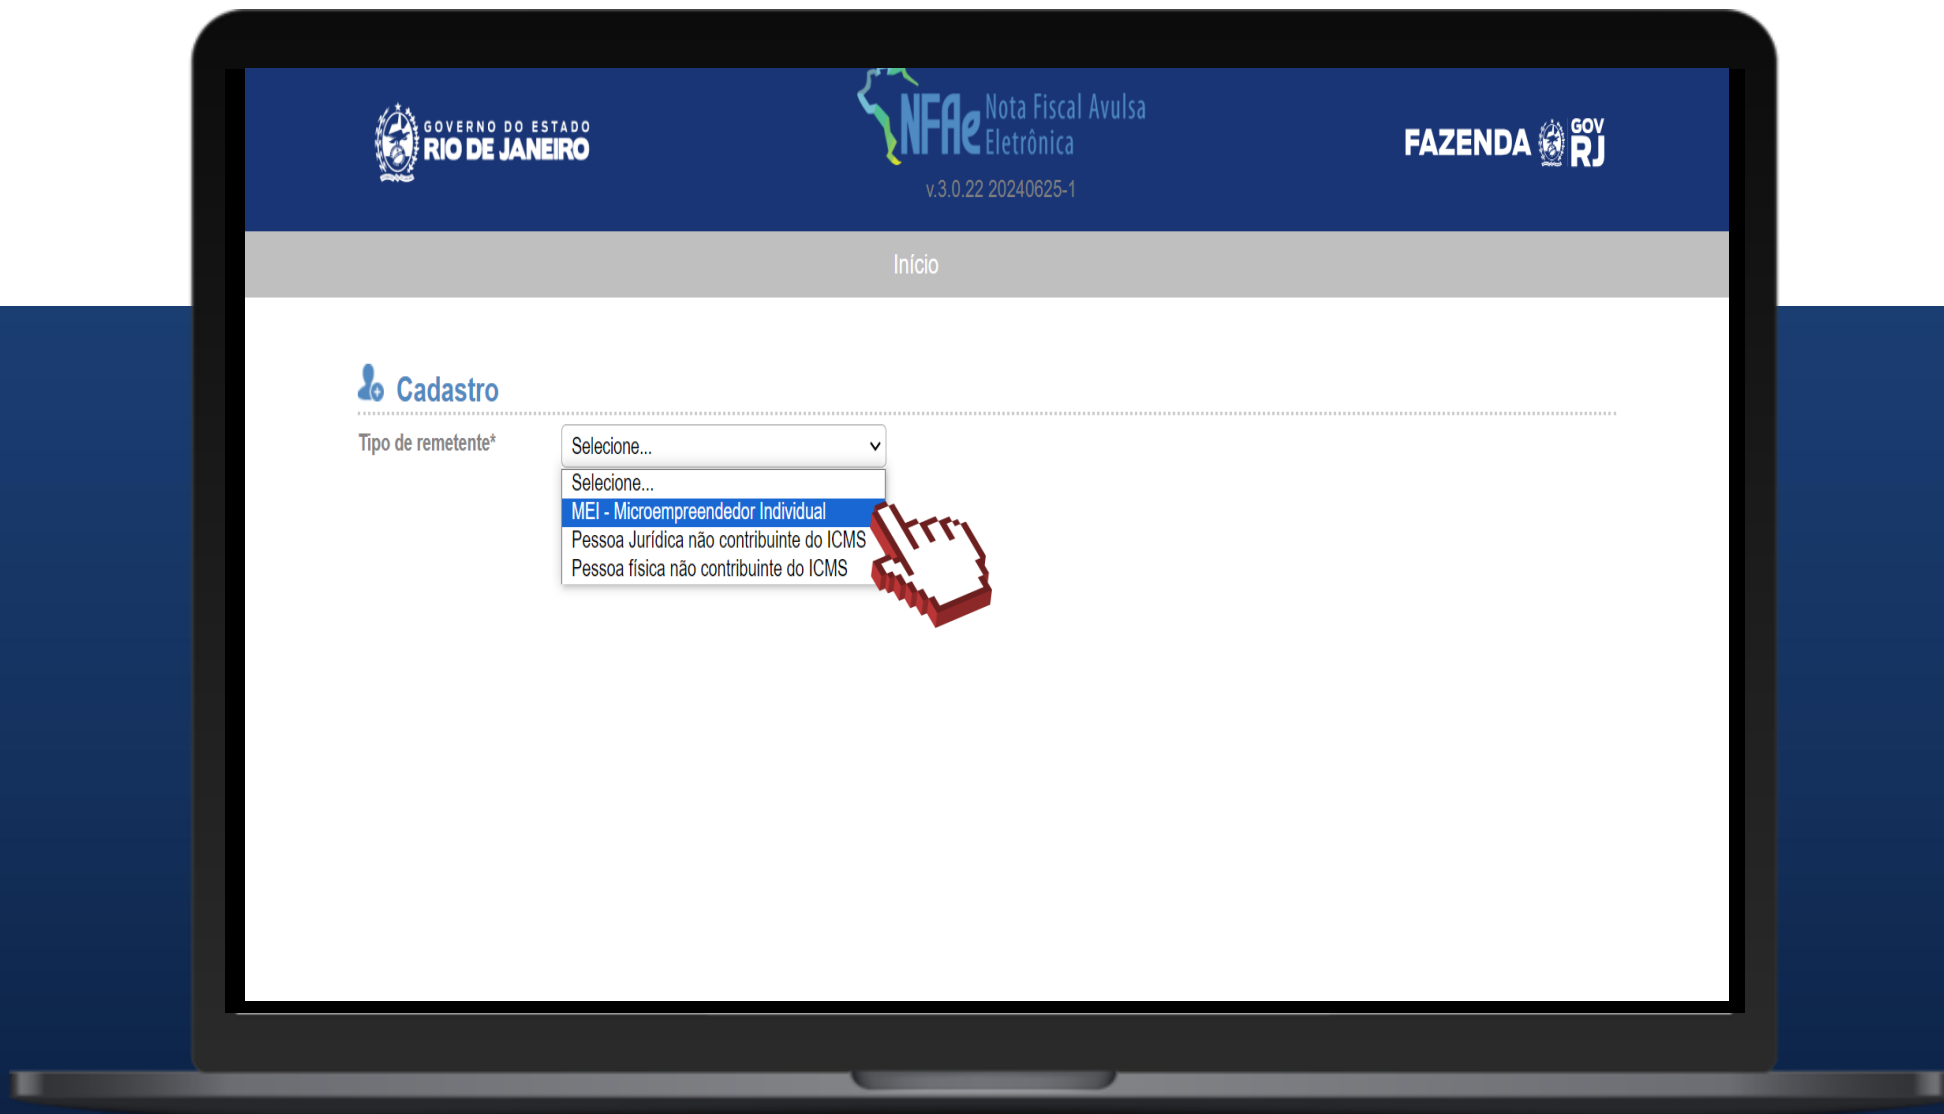 GOVERNO DO ESTADO
RIO DE JANEIRO
NFAe Nota Fiscal Avulsa
Eletrônica
v.3.0.22 20240625-1
FAZENDA GOV
RJ
Início
Cadastro
Tipo de remetente*
Selecione...
Selecione...
MEI - Microempreendedor Individual
Pessoa Jurídica não contribuinte do ICMS
Pessoa física não contribuinte do ICMS